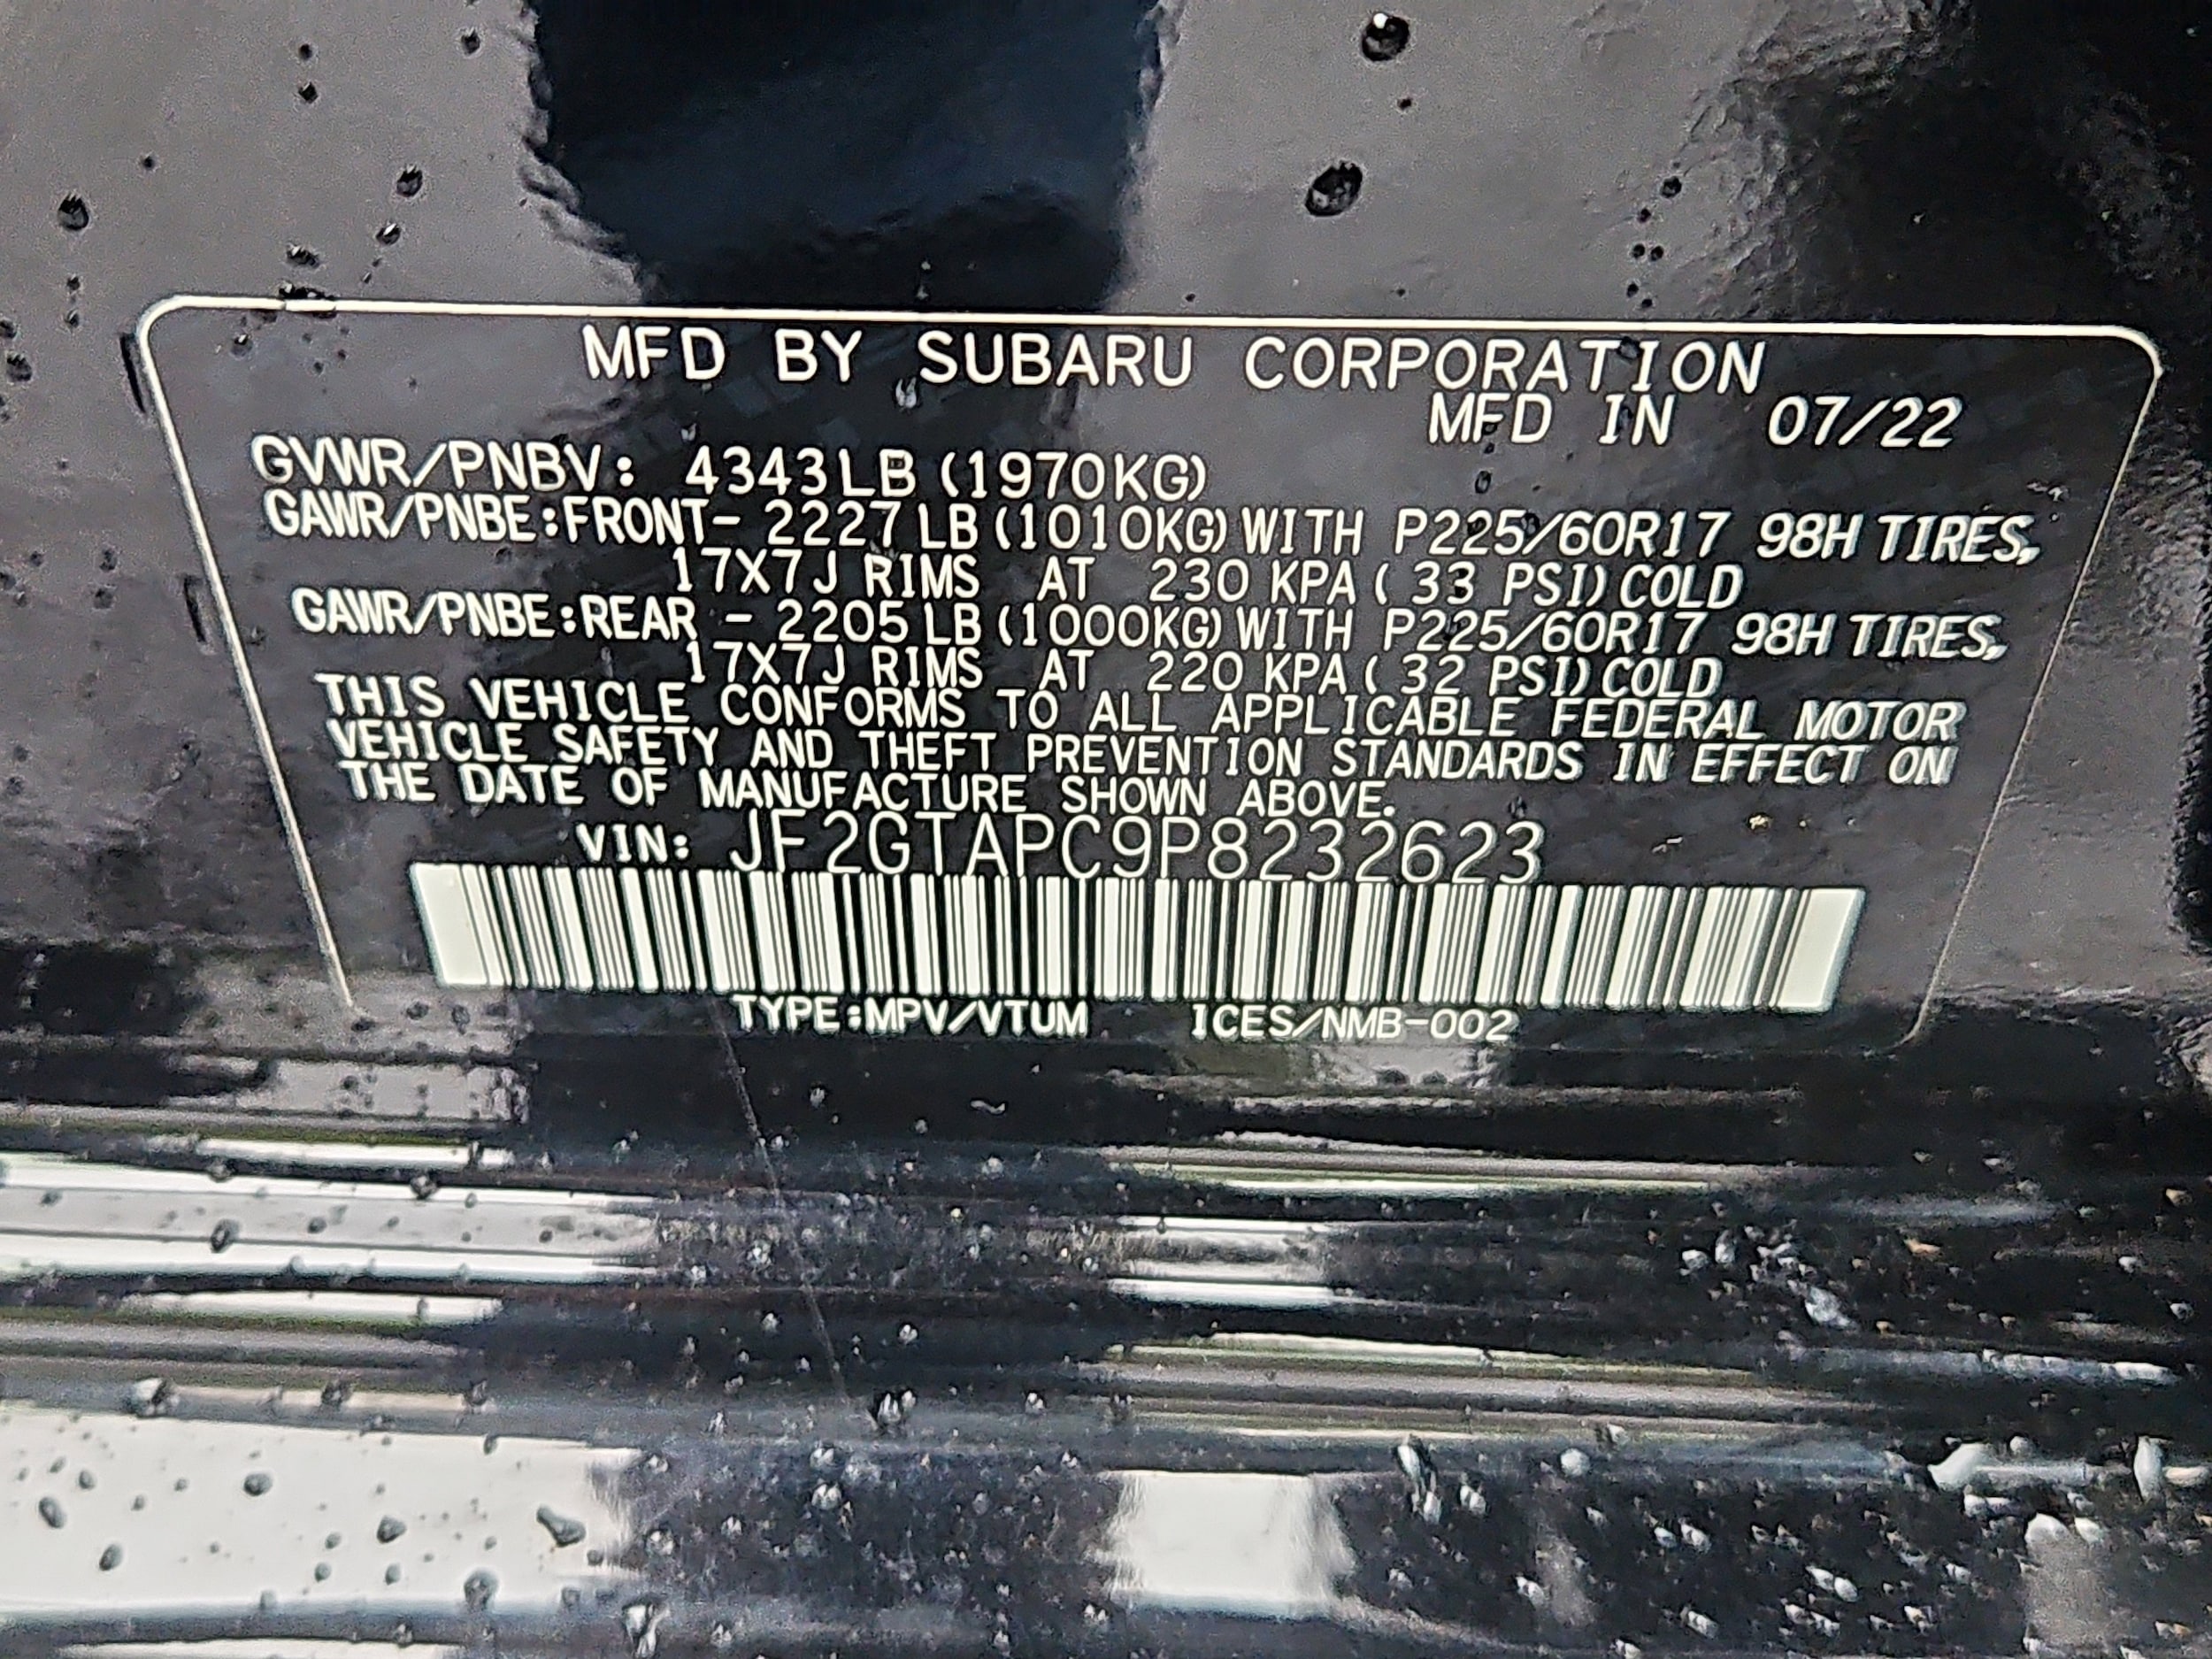 MFD BY SUBARU CORPORATION
MFD IN 07/22
GVWR/PNBV: 4343LB (1970KG)
GAWR/PNBE:FRONT- 2227 LB (1010KG) WITH P225/60R17 98H TIRES,
17X7J RIMS AT 230 KPA ( 33 PSI) COLD
GAWR/PNBE:REAR - 2205 LB (1000KG) WITH P225/60R17 98H TIRES,
17X7J RIMS AT 220 KPA ( 32 PSI) COLD
THIS VEHICLE CONFORMS TO ALL APPLICABLE FEDERAL MOTOR
VEHICLE SAFETY AND THEFT PREVENTION STANDARDS IN EFFECT ON
THE DATE OF MANUFACTURE SHOWN ABOVE.
VIN: JF2GTAPC9P8232623
TYPE:MPV/VTUM ICES/NMB-002